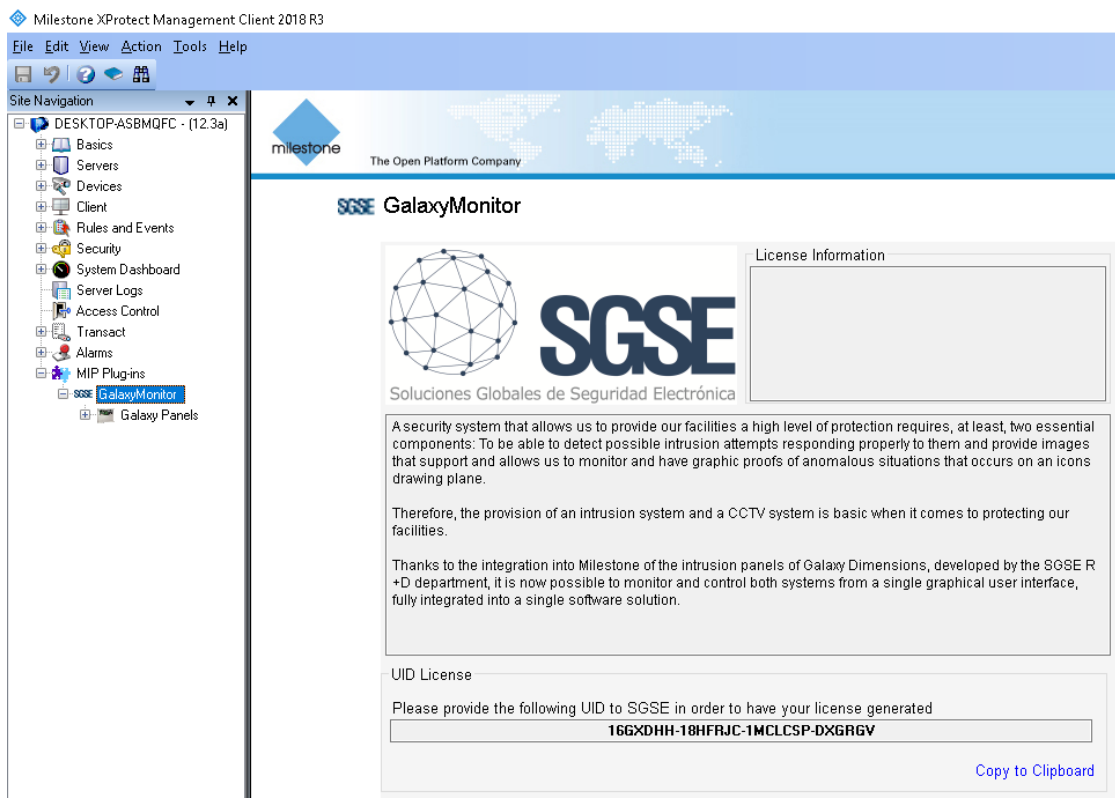 Milestone XProtect Management Client 2018 R3
File Edit View Action Tools Help
Site Navigation
DESKTOP-ASBMQFC - (12.3a)
Basics
Servers
Devices
Client
Rules and Events
Security
System Dashboard
Server Logs
Access Control
Transact
Alarms
MIP Plug-ins
SGSE GalaxyMonitor
Galaxy Panels
milestone
The Open Platform Company
SGSE GalaxyMonitor
SGSE
Soluciones Globales de Seguridad Electrónica
License Information
A security system that allows us to provide our facilities a high level of protection requires, at least, two essential
components: To be able to detect possible intrusion attempts responding properly to them and provide images
that support and allows us to monitor and have graphic proofs of anomalous situations that occurs on an icons
drawing plane.
Therefore, the provision of an intrusion system and a CCTV system is basic when it comes to protecting our
facilities.
Thanks to the integration into Milestone of the intrusion panels of Galaxy Dimensions, developed by the SGSE R
+D department, it is now possible to monitor and control both systems from a single graphical user interface,
fully integrated into a single software solution.
UID License
Please provide the following UID to SGSE in order to have your license generated
16GXDHH-18HFRJC-1MCLCSP-DXGRGV
Copy to Clipboard